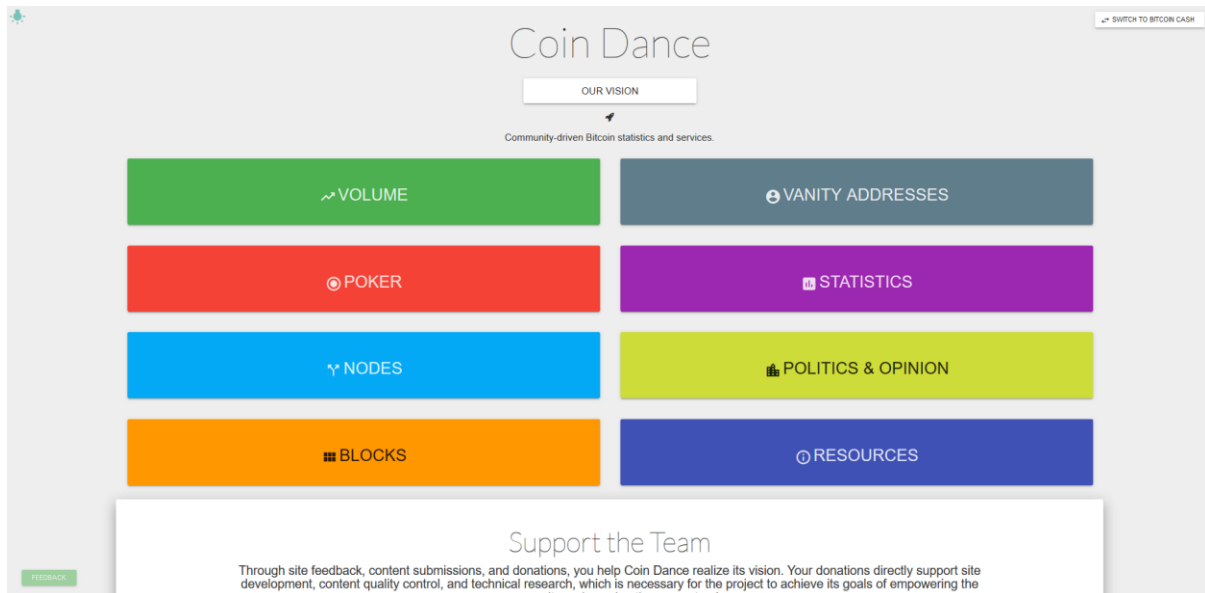 SWITCH TO BITCOIN CASH
Coin Dance
OUR VISION
Community-driven Bitcoin statistics and services.
VOLUME
VANITY ADDRESSES
POKER
STATISTICS
NODES
POLITICS & OPINION
BLOCKS
RESOURCES
Support the Team
Through site feedback, content submissions, and donations, you help Coin Dance realize its vision. Your donations directly support site
development, content quality control, and technical research, which is necessary for the project to achieve its goals of empowering the
FEEDBACK